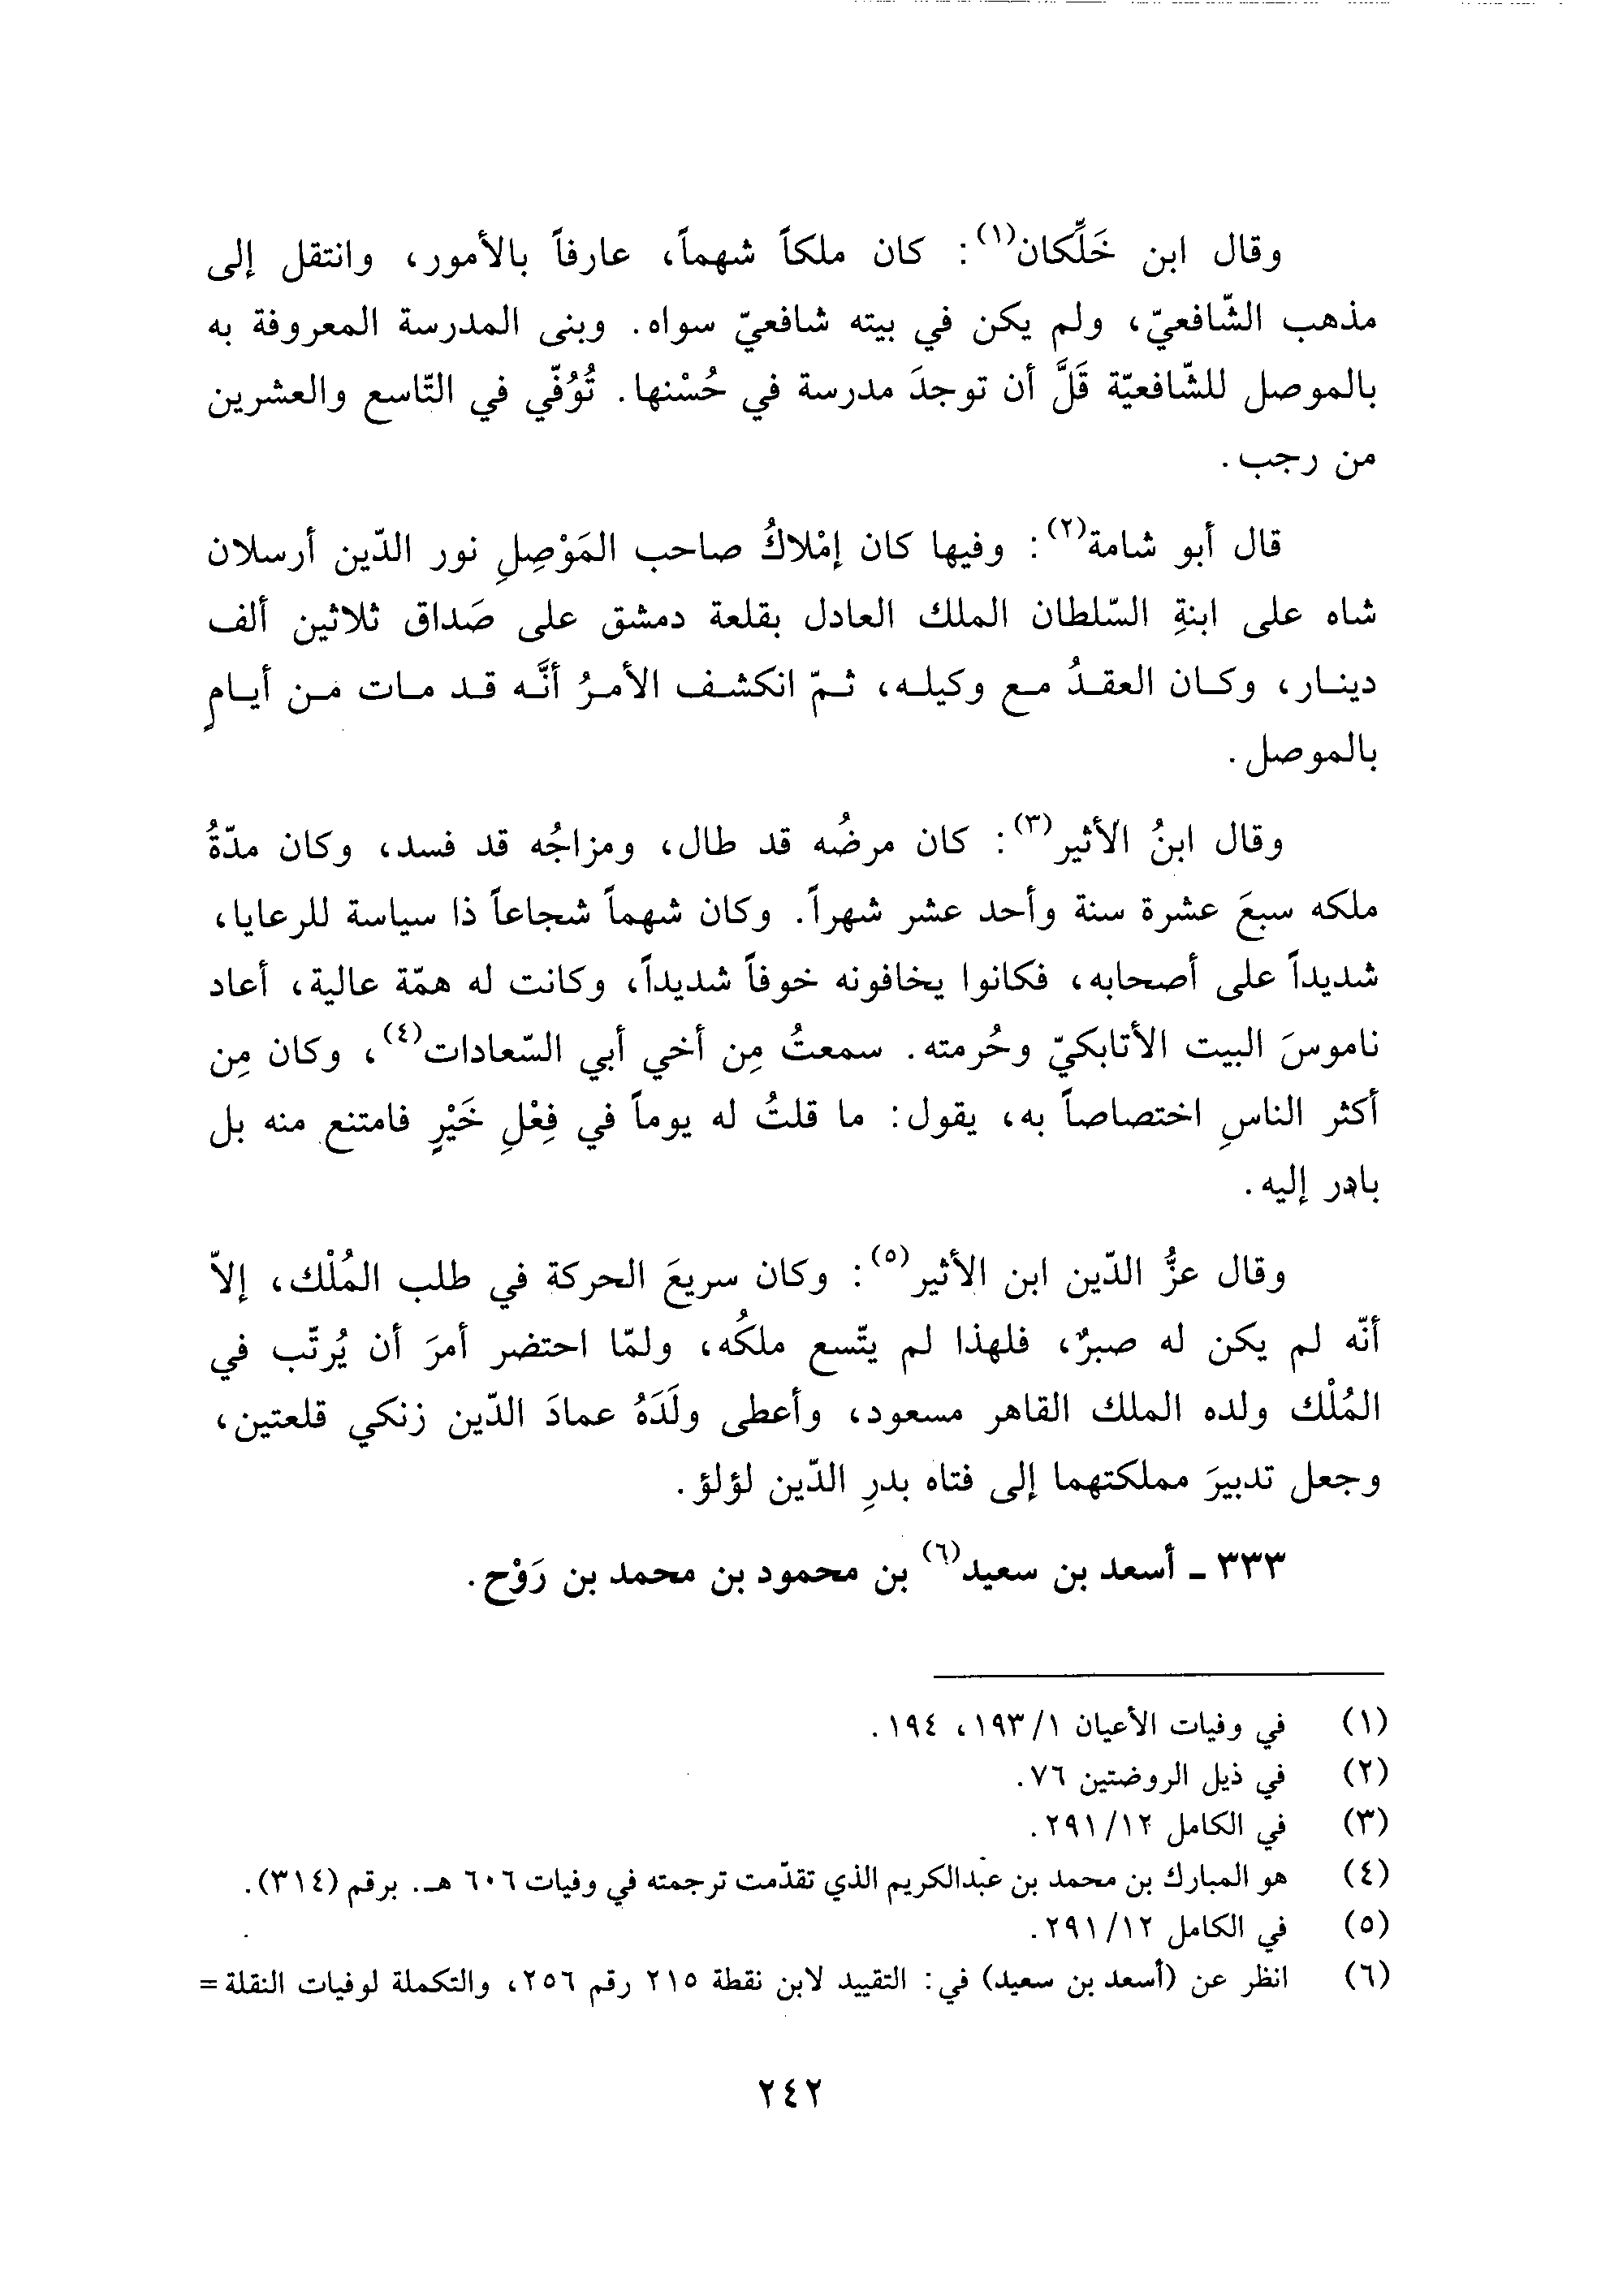 وقال ابن خَلِّكان(١): كان ملكاً شهماً، عارفاً بالأمور، وانتقل إلى
مذهب الشّافعيّ، ولم يكن في بيته شافعيّ سواه. وبنى المدرسة المعروفة به
بالموصل للشّافعيّة قَلَّ أن توجدَ مدرسة في حُسْنها. تُوُفّي في التّاسع والعشرين
من رجب.
قال أبو شامة(٢): وفيها كان إمْلاكُ صاحب المَوْصِلِ نور الدّين أرسلان
شاه على ابنةِ السّلطان الملك العادل بقلعة دمشق على صَداق ثلاثين ألف
دينار، وكان العقدُ مع وكيله، ثمّ انكشف الأمرُ أنَّه قد مات من أيامٍ
بالموصل.
وقال ابنُ الأثير(٣): كان مرضُه قد طال، ومزاجُه قد فسد، وكان مدّةُ
ملكه سبعَ عشرة سنة وأحد عشر شهراً. وكان شهماً شجاعاً ذا سياسة للرعايا،
شديداً على أصحابه، فكانوا يخافونه خوفاً شديداً، وكانت له همّة عالية، أعاد
ناموسَ البيت الأتابكيّ وحُرمته. سمعتُ مِن أخي أبي السّعادات(٤)، وكان مِن
أكثر الناسِ اختصاصاً به، يقول: ما قلتُ له يوماً في فِعْلِ خَيْرٍ فامتنع منه بل
بادر إليه.
وقال عزُّ الدّين ابن الأثير(٥): وكان سريعَ الحركة في طلب المُلْك، إلاّ
أنّه لم يكن له صبرٌ، فلهذا لم يتّسع ملكُه، ولمّا احتضر أمرَ أن يُرتّب في
المُلْك ولده الملك القاهر مسعود، وأعطى ولَدَهُ عمادَ الدّين زنكي قلعتين،
وجعل تدبيرَ مملكتهما إلى فتاه بدرِ الدّين لؤلؤ.
٣٣٣ ـ أسعد بن سعيد(٦) بن محمود بن محمد بن رَوْح.
(١) في وفيات الأعيان ١/١٩٣، ١٩٤.
(٢) في ذيل الروضتين ٧٦.
(٣) في الكامل ١٢/٢٩١.
(٤) هو المبارك بن محمد بن عبدالكريم الذي تقدّمت ترجمته في وفيات ٦٠٦ هـ. برقم (٣١٤).
(٥) في الكامل ١٢/٢٩١.
(٦) انظر عن (أسعد بن سعيد) في: التقييد لابن نقطة ٢١٥ رقم ٢٥٦، والتكملة لوفيات النقلة =
٢٤٢